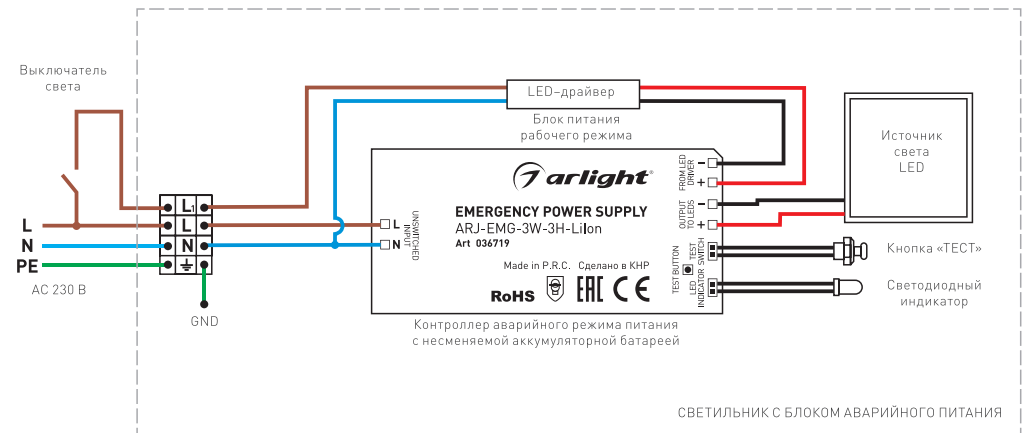 Выключатель
света
L
N
PE
AC 230 В
L1
L
N
GND
LED-драйвер
Блок питания
рабочего режима
arlight®
EMERGENCY POWER SUPPLY
ARJ-EMG-3W-3H-LiIon
Art 036719
Made in P.R.C. Сделано в КНР
RoHS
EAC
CE
L
N
UNSWITCHED
INPUT
FROM LED
DRIVER
-
+
OUTPUT
TO LEDS
-
+
TEST
SWITCH
TEST BUTTON
LED
INDICATOR
Контроллер аварийного режима питания
с несменяемой аккумуляторной батареей
Источник
света
LED
Кнопка «ТЕСТ»
Светодиодный
индикатор
СВЕТИЛЬНИК С БЛОКОМ АВАРИЙНОГО ПИТАНИЯ